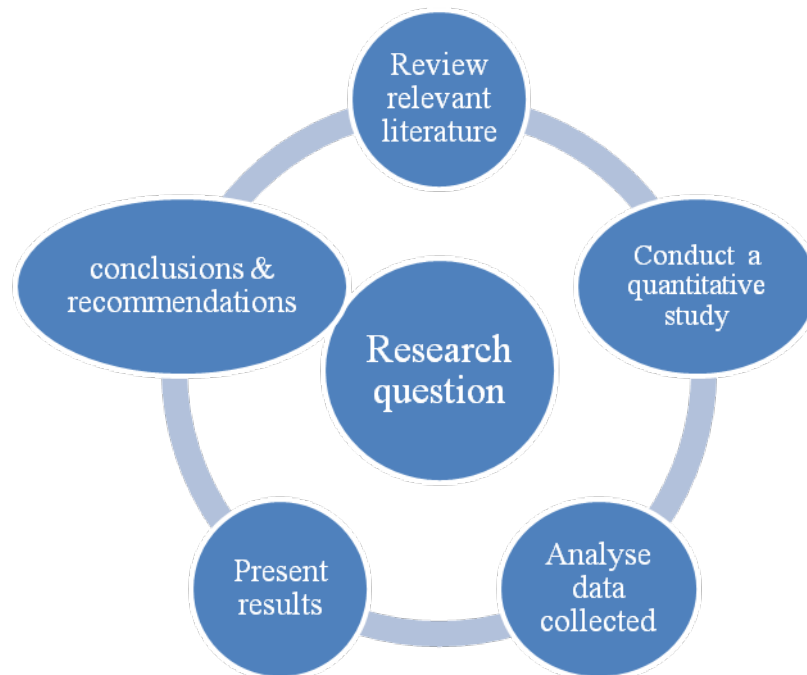 Review
relevant
literature
Conduct a
quantitative
study
Analyse
data
collected
Present
results
conclusions &
recommendations
Research
question